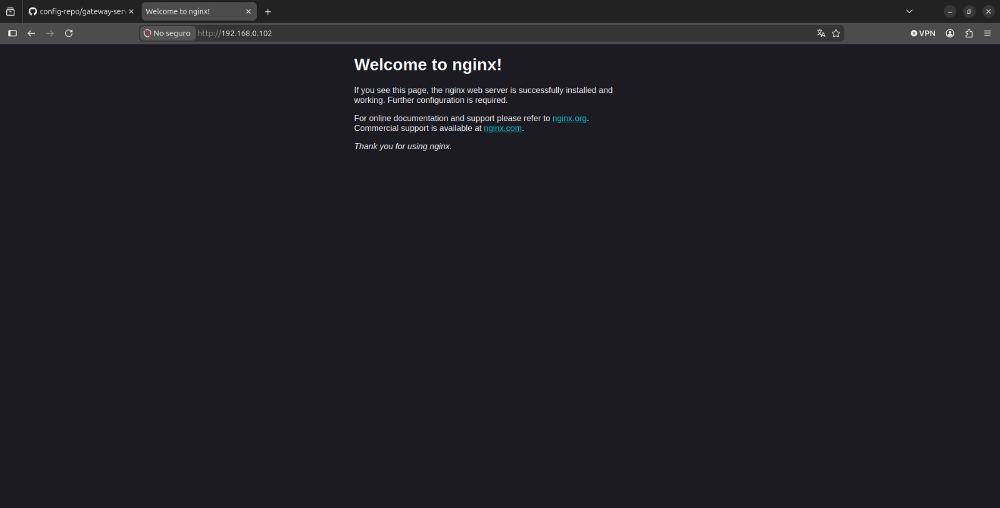 config-repo/gateway-serv
Welcome to nginx!
No seguro
http://192.168.0.102
VPN
Welcome to nginx!
If you see this page, the nginx web server is successfully installed and
working. Further configuration is required.
For online documentation and support please refer to nginx.org.
Commercial support is available at nginx.com.
Thank you for using nginx.